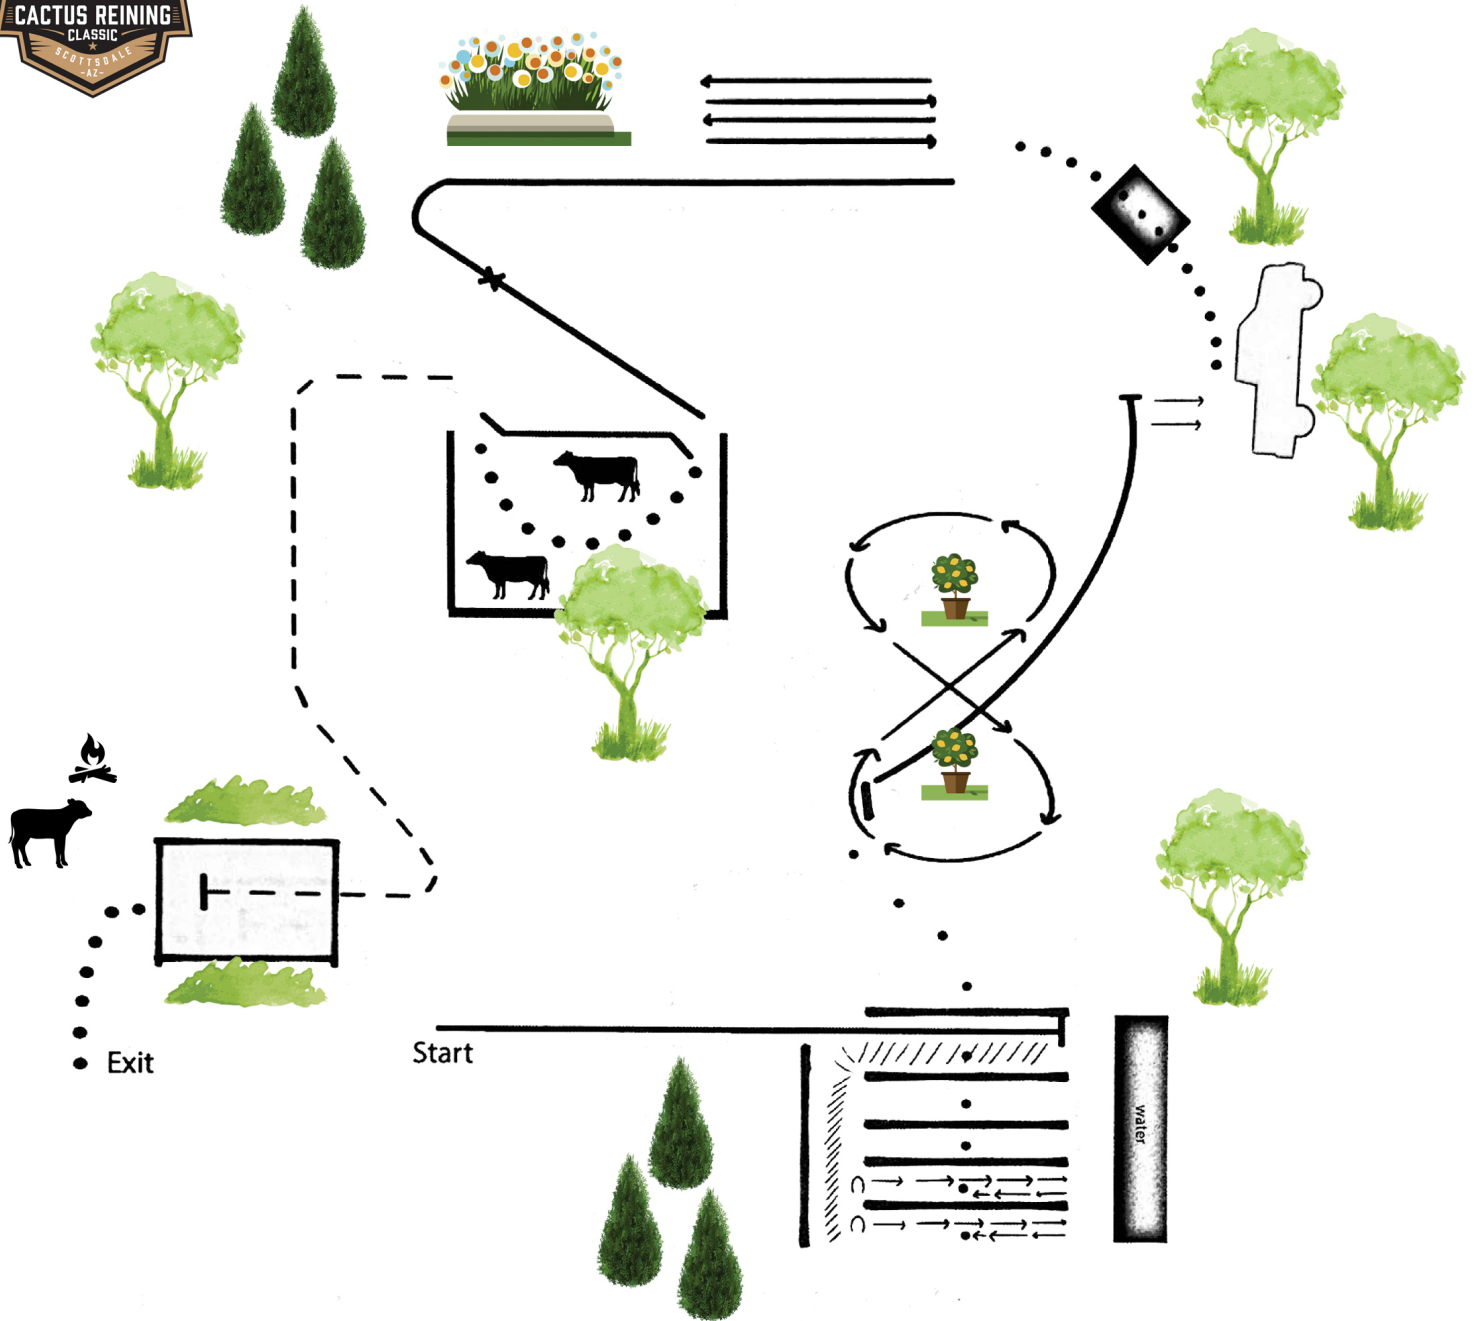 CACTUS REINING
CLASSIC
SCOTTSDALE
-AZ-
Exit
Start
water